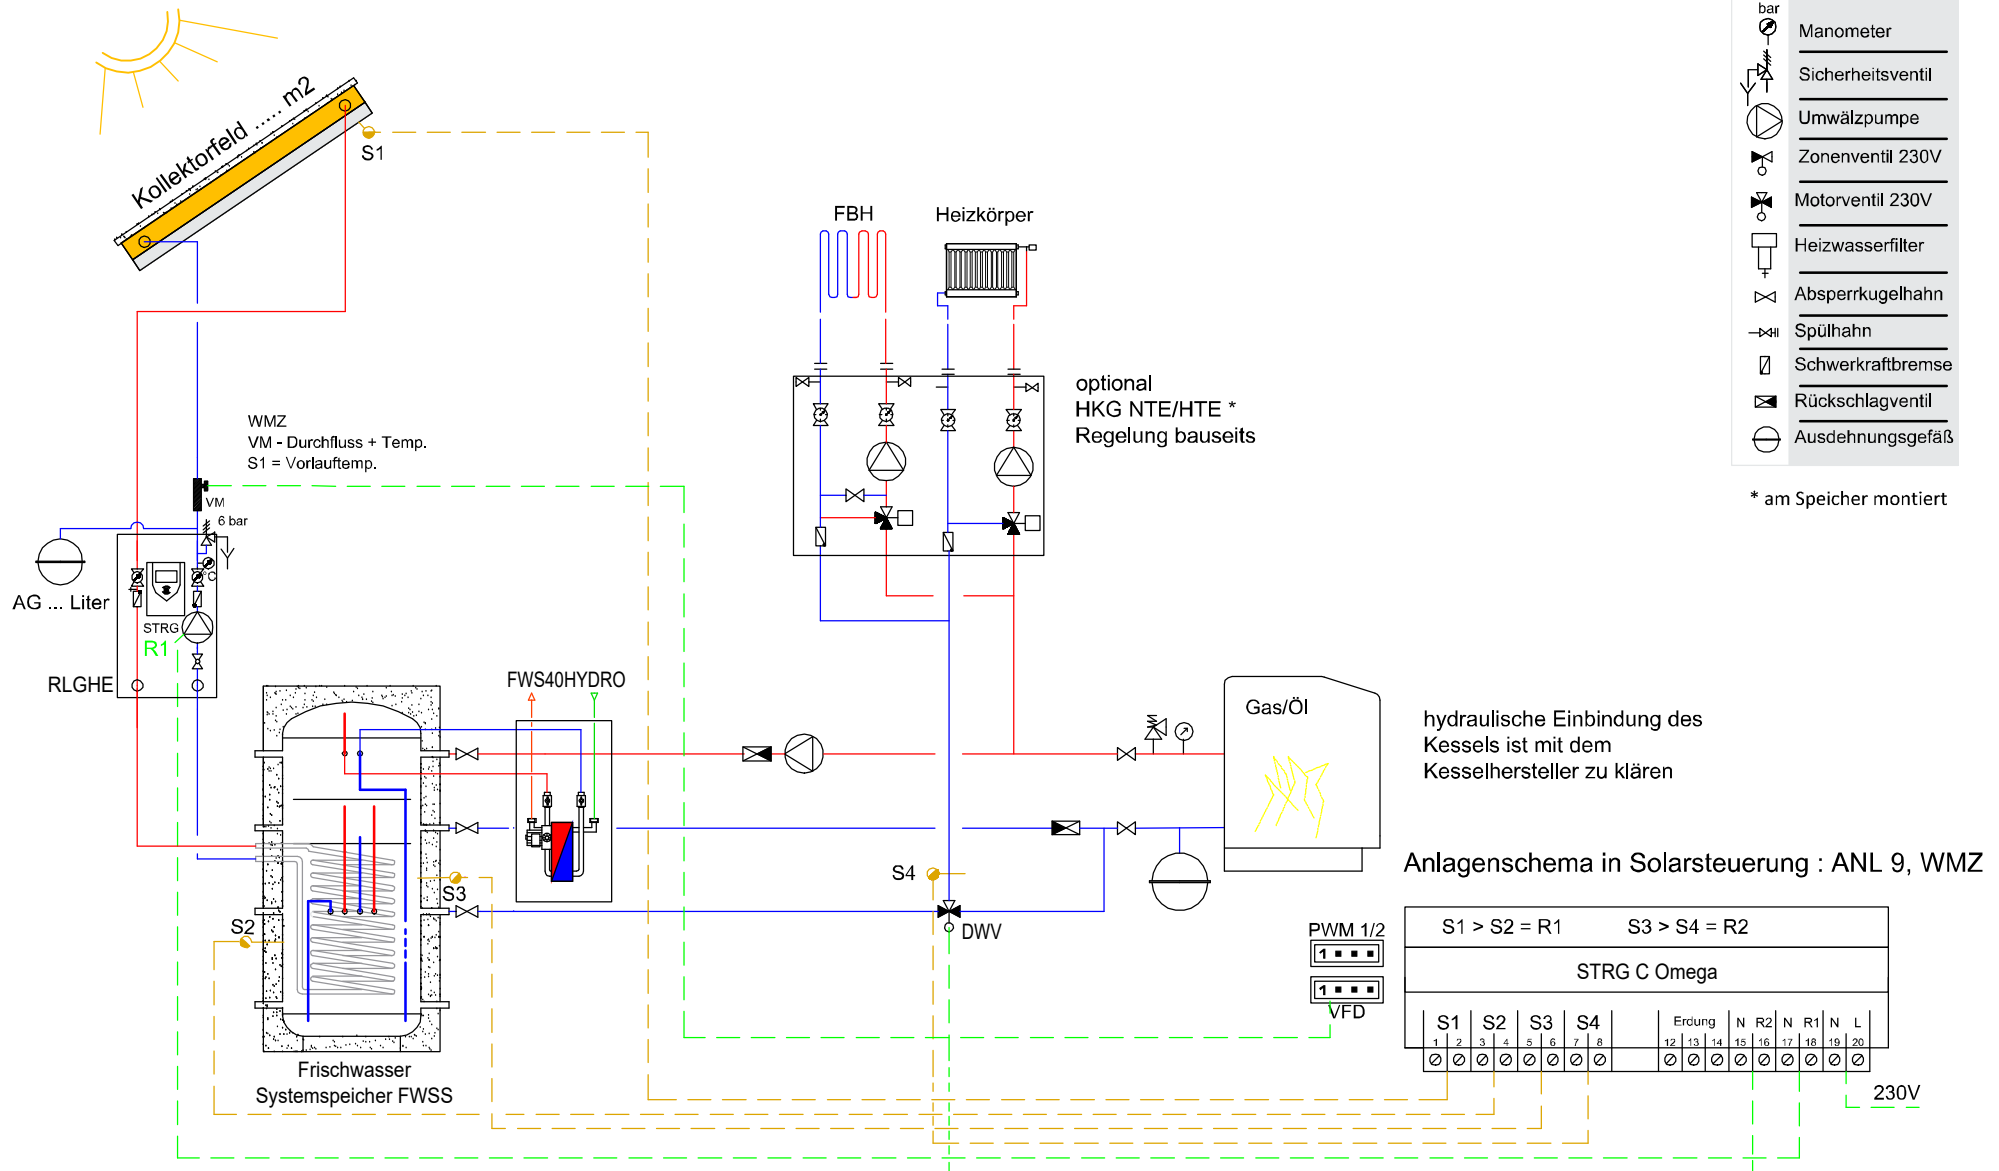 bar
Manometer
Sicherheitsventil
Umwälzpumpe
Zonenventil 230V
Motorventil 230V
Heizwasserfilter
Absperrkugelhahn
Spülhahn
Schwerkraftbremse
Rückschlagventil
Ausdehnungsgefäß
* am Speicher montiert
Kollektorfeld ..... m2
S1
FBH
Heizkörper
optional
HKG NTE/HTE *
Regelung bauseits
WMZ
VM - Durchfluss + Temp.
S1 = Vorlauftemp.
VM
6 bar
°C
AG ... Liter
STRG
R1
RLGHE
FWS40HYDRO
Gas/Öl
hydraulische Einbindung des
Kessels ist mit dem
Kesselhersteller zu klären
S3
S4
S2
DWV
Frischwasser
Systemspeicher FWSS
Anlagenschema in Solarsteuerung : ANL 9, WMZ
PWM 1/2
1
1
VFD
S1 > S2 = R1 S3 > S4 = R2
STRG C Omega
S1 S2 S3 S4 Erdung N R2 N R1 N L
1 2 3 4 5 6 7 8 12 13 14 15 16 17 18 19 20
230V